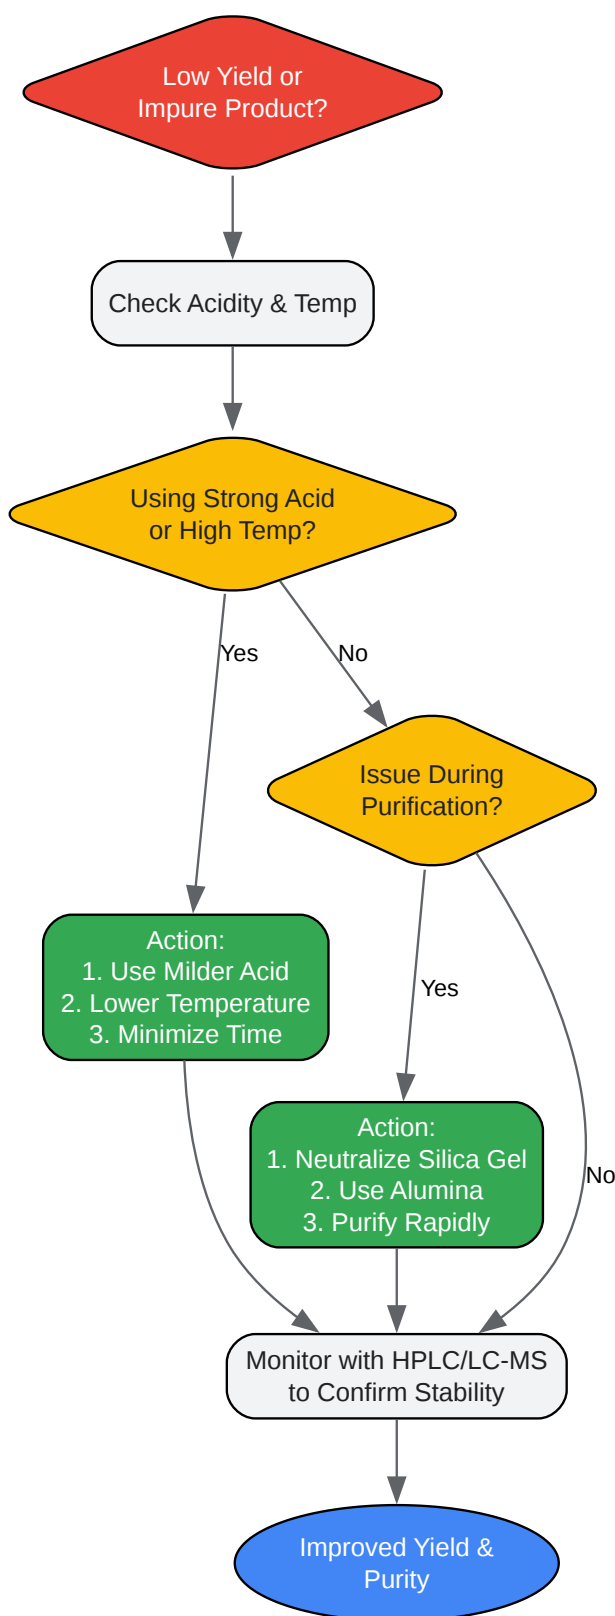 Low Yield or
Impure Product?
Check Acidity & Temp
Using Strong Acid
or High Temp?
Yes
No
Issue During
Purification?
Action:
1. Use Milder Acid
2. Lower Temperature
3. Minimize Time
Yes
Action:
1. Neutralize Silica Gel
2. Use Alumina
3. Purify Rapidly
No
Monitor with HPLC/LC-MS
to Confirm Stability
Improved Yield &
Purity